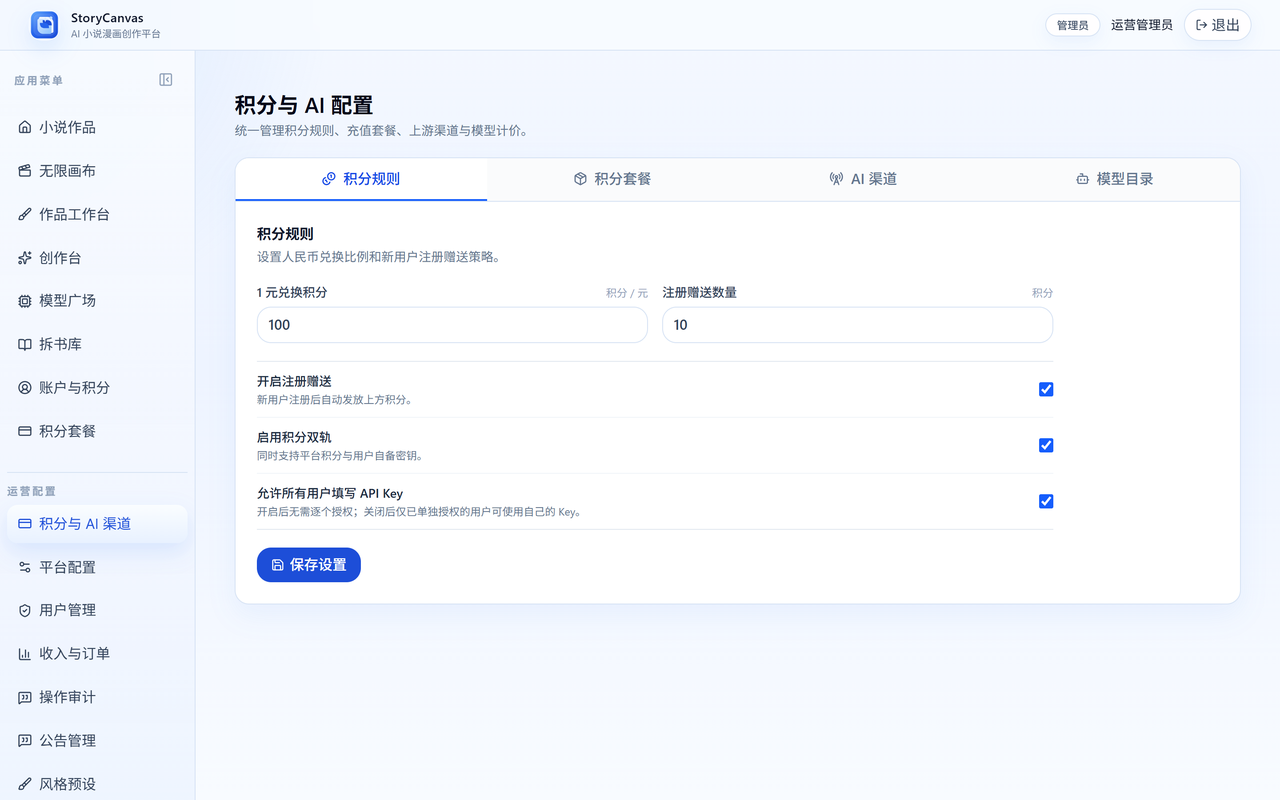 StoryCanvas
AI 小说漫画创作平台
管理员
运营管理员
退出
应用菜单
小说作品
无限画布
作品工作台
创作台
模型广场
拆书库
账户与积分
积分套餐
运营配置
积分与 AI 渠道
平台配置
用户管理
收入与订单
操作审计
公告管理
风格预设
积分与 AI 配置
统一管理积分规则、充值套餐、上游渠道与模型计价。
积分规则
积分套餐
AI 渠道
模型目录
积分规则
设置人民币兑换比例和新用户注册赠送策略。
1 元兑换积分
积分 / 元
注册赠送数量
积分
100
10
开启注册赠送
新用户注册后自动发放上方积分。
启用积分双轨
同时支持平台积分与用户自备密钥。
允许所有用户填写 API Key
开启后无需逐个授权；关闭后仅已单独授权的用户可使用自己的 Key。
保存设置